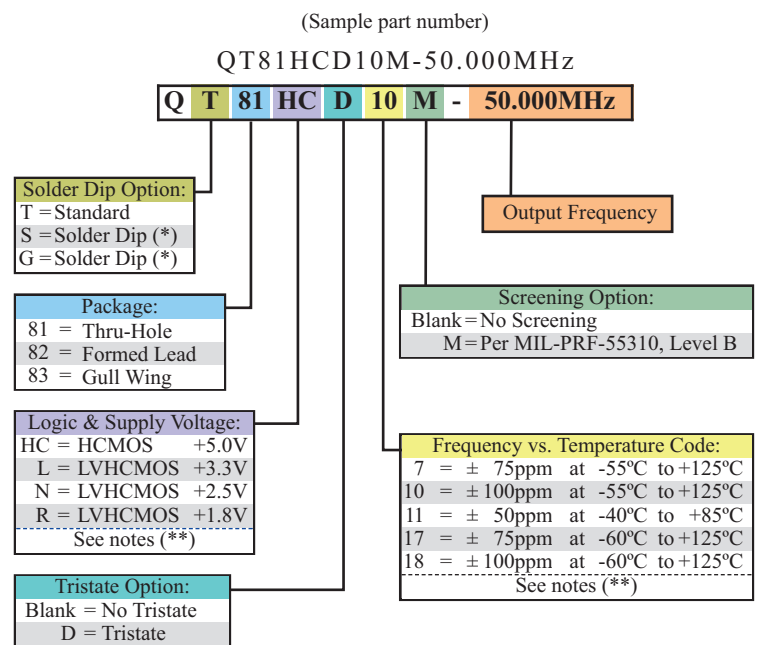 (Sample part number)
QT81HCD10M-50.000MHz
Q T 81 HC D 10 M - 50.000MHz
Solder Dip Option:
T = Standard
S = Solder Dip (*)
G = Solder Dip (*)
Package:
81 = Thru-Hole
82 = Formed Lead
83 = Gull Wing
Logic & Supply Voltage:
HC = HCMOS +5.0V
L = LVHCMOS +3.3V
N = LVHCMOS +2.5V
R = LVHCMOS +1.8V
See notes (**)
Tristate Option:
Blank = No Tristate
D = Tristate
Output Frequency
Screening Option:
Blank = No Screening
M = Per MIL-PRF-55310, Level B
Frequency vs. Temperature Code:
7 = ± 75ppm at -55ºC to +125ºC
10 = ± 100ppm at -55ºC to +125ºC
11 = ± 50ppm at -40ºC to +85ºC
17 = ± 75ppm at -60ºC to +125ºC
18 = ± 100ppm at -60ºC to +125ºC
See notes (**)